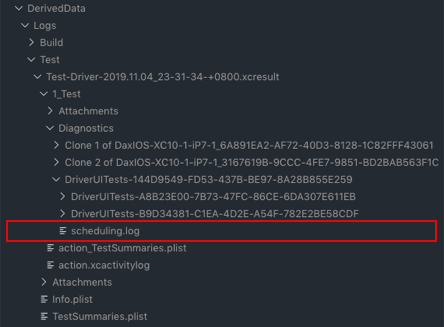 DerivedData
Logs
Build
Test
Test-Driver-2019.11.04_23-31-34-+0800.xcresult
1_Test
Attachments
Diagnostics
Clone 1 of DaxIOS-XC10-1-iP7-1_6A891EA2-AF72-40D3-8128-1C82FFF43061
Clone 2 of DaxIOS-XC10-1-iP7-1_3167619B-9CCC-4FE7-9851-BD2BAB563F1C
DriverUITests-144D9549-FD53-437B-BE97-8A28B855E259
DriverUITests-A8B23E00-7B73-47FC-86CE-6DA307E611EB
DriverUITests-B9D34381-C1EA-4D2E-A54F-782E2BE58CDF
scheduling.log
action_TestSummaries.plist
action.xcactivitylog
Attachments
Info.plist
TestSummaries.plist